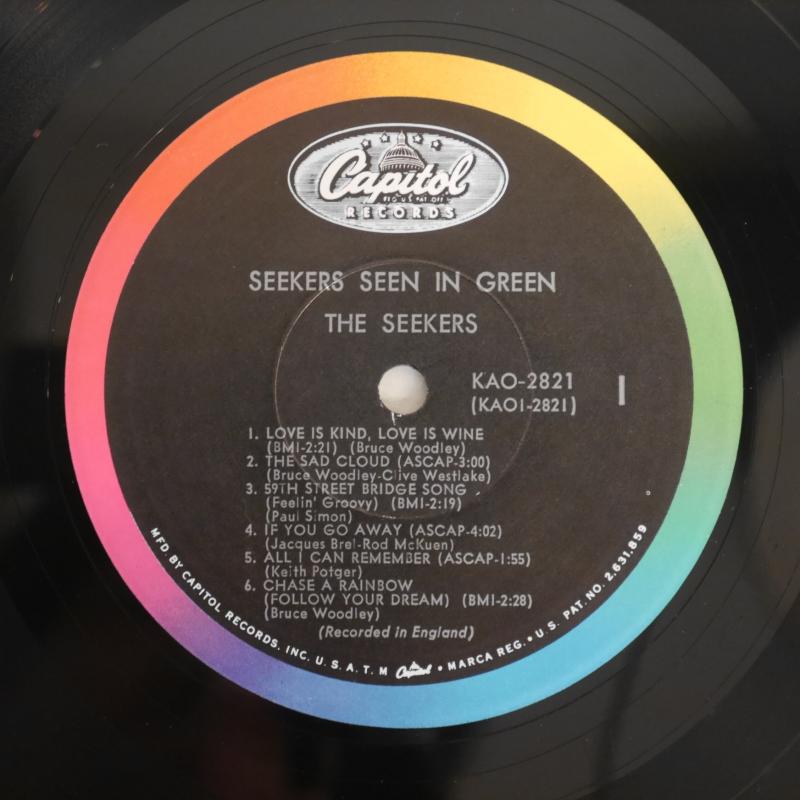 Capitol
REG. U.S. PAT. OFF.
RECORDS
SEEKERS SEEN IN GREEN
THE SEEKERS
KAO-2821
(KAO1-2821)
1
1. LOVE IS KIND, LOVE IS WINE
(BMI-2:21) (Bruce Woodley)
2. THE SAD CLOUD (ASCAP-3:00)
(Bruce Woodley-Clive Westlake)
3. 59TH STREET BRIDGE SONG
(Feelin' Groovy) (BMI-2:19)
(Paul Simon)
4. IF YOU GO AWAY (ASCAP-4:02)
(Jacques Brel-Rod McKuen)
5. ALL I CAN REMEMBER (ASCAP-1:55)
(Keith Potger)
6. CHASE A RAINBOW
(FOLLOW YOUR DREAM) (BMI-2:28)
(Bruce Woodley)
(Recorded in England)
MFD. BY CAPITOL RECORDS, INC. U. S. A. T. M Capitol • MARCA REG. • U. S. PAT. NO. 2,631,859